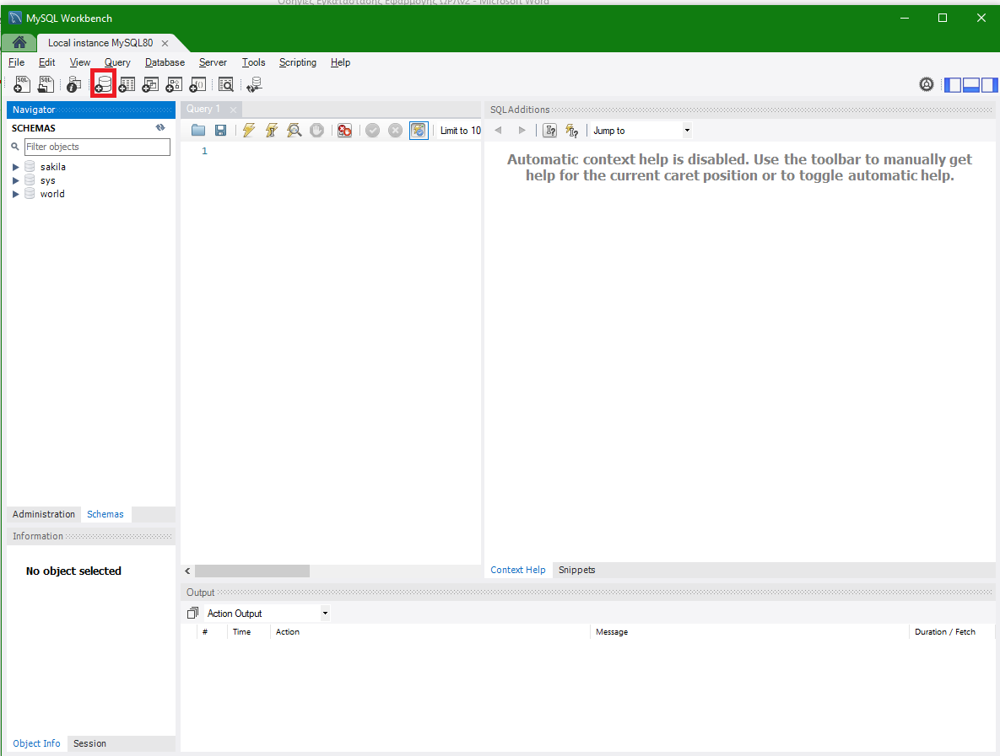 Οδηγίες Εγκατάστασης Εφαρμογής ΩΡΛ/Ν2 - Microsoft Word
MySQL Workbench
Local instance MySQL80
File Edit View Query Database Server Tools Scripting Help
SQL SQL
Navigator
SCHEMAS
Filter objects
sakila
sys
world
Administration Schemas
Information
No object selected
Object Info Session
Query 1
Limit to 10
1
SQLAdditions
Jump to
Automatic context help is disabled. Use the toolbar to manually get
help for the current caret position or to toggle automatic help.
Context Help Snippets
Output
Action Output
# Time Action Message Duration / Fetch